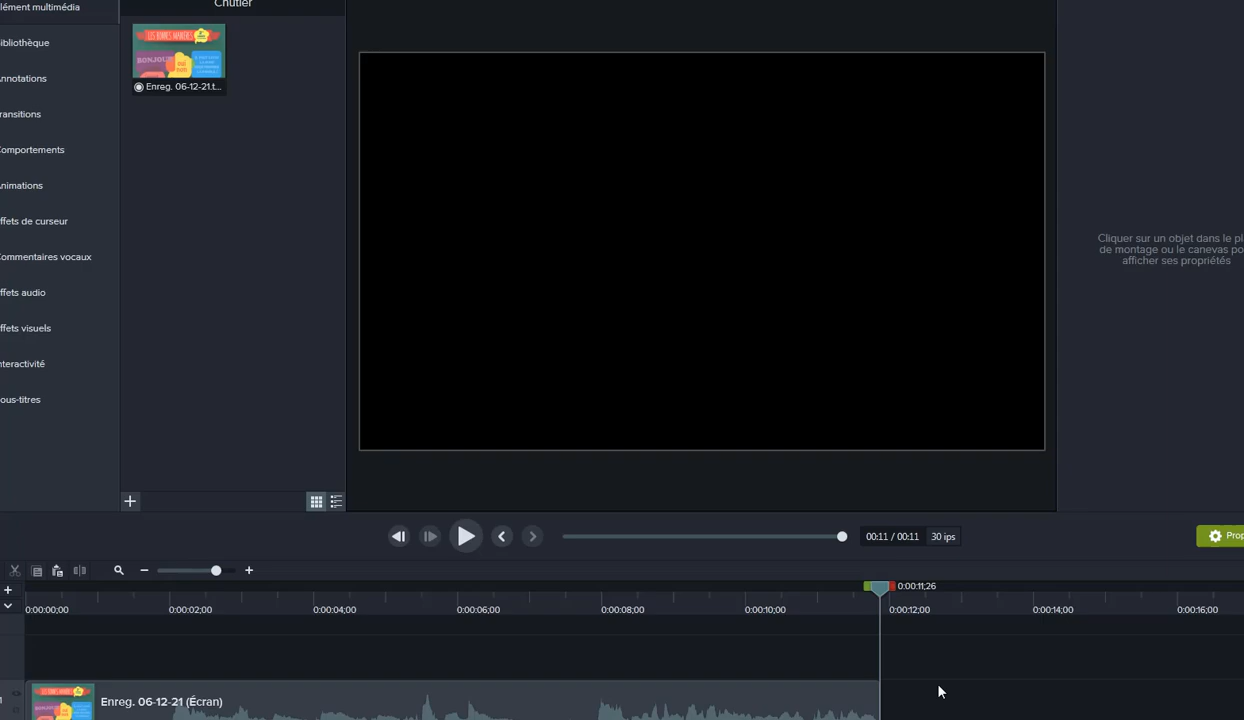 lément multimédia
ibliothèque
nnotations
ransitions
omportements
nimations
ffets de curseur
ommentaires vocaux
ffets audio
ffets visuels
nteractivité
ous-titres
Chutier
LES BONNES MANIÈRES
BONJOUR
Enreg. 06-12-21.t...
Cliquer sur un objet dans le pl
de montage ou le canevas po
afficher ses propriétés
00:11 / 00:11 30 ips
Prop
0:00:11;26
0:00:00;00 0:00:02;00 0:00:04;00 0:00:06;00 0:00:08;00 0:00:10;00 0:00:12;00 0:00:14;00 0:00:16;00
Enreg. 06-12-21 (Écran)